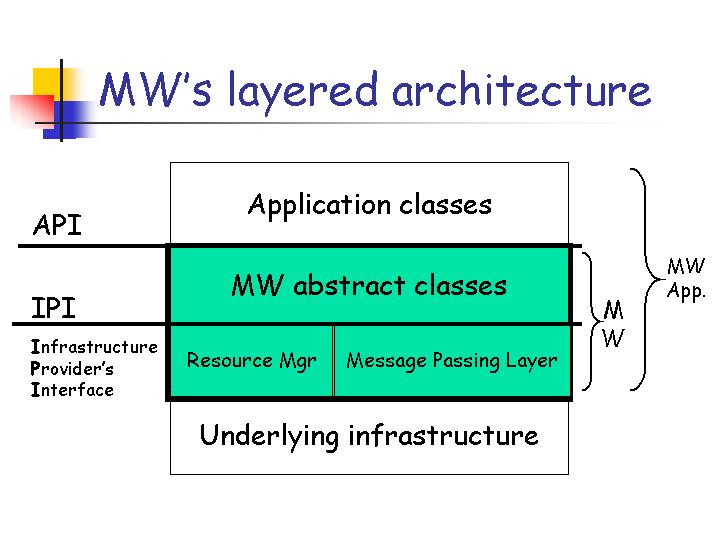 MW's layered architecture
Application classes
API
MW abstract classes
IPI
Infrastructure
Provider's
Interface
Resource Mgr
Message Passing Layer
Underlying infrastructure
M
W
MW
App.